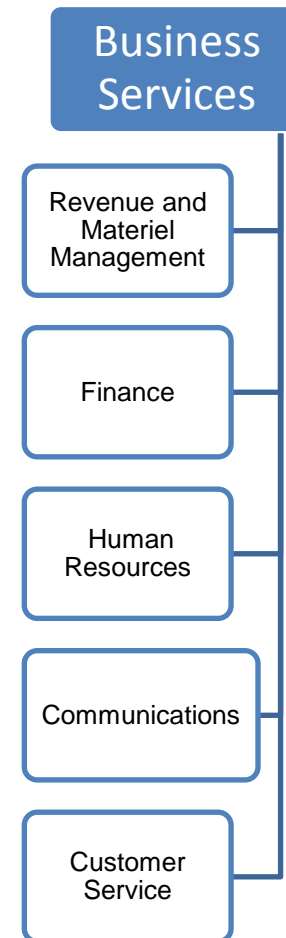 Business
Services
Revenue and
Materiel
Management
Finance
Human
Resources
Communications
Customer
Service